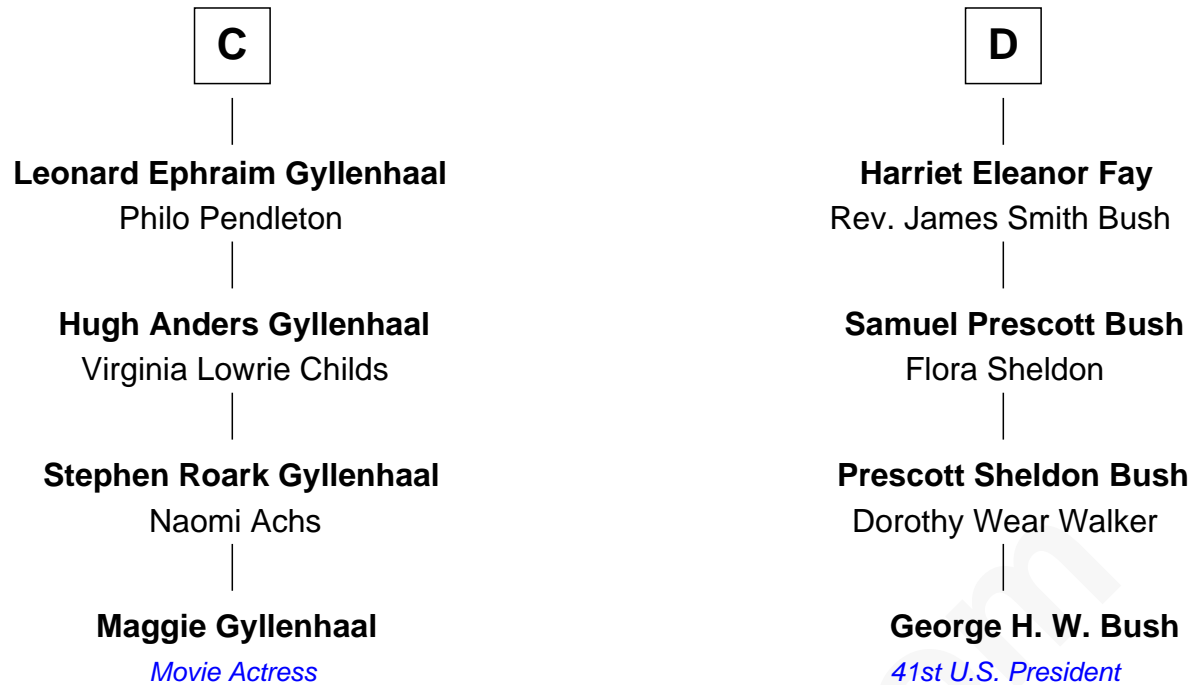 C
Leonard Ephraim Gyllenhaal
Philo Pendleton
Hugh Anders Gyllenhaal
Virginia Lowrie Childs
Stephen Roark Gyllenhaal
Naomi Achs
Maggie Gyllenhaal
Movie Actress
D
Harriet Eleanor Fay
Rev. James Smith Bush
Samuel Prescott Bush
Flora Sheldon
Prescott Sheldon Bush
Dorothy Wear Walker
George H. W. Bush
41st U.S. President